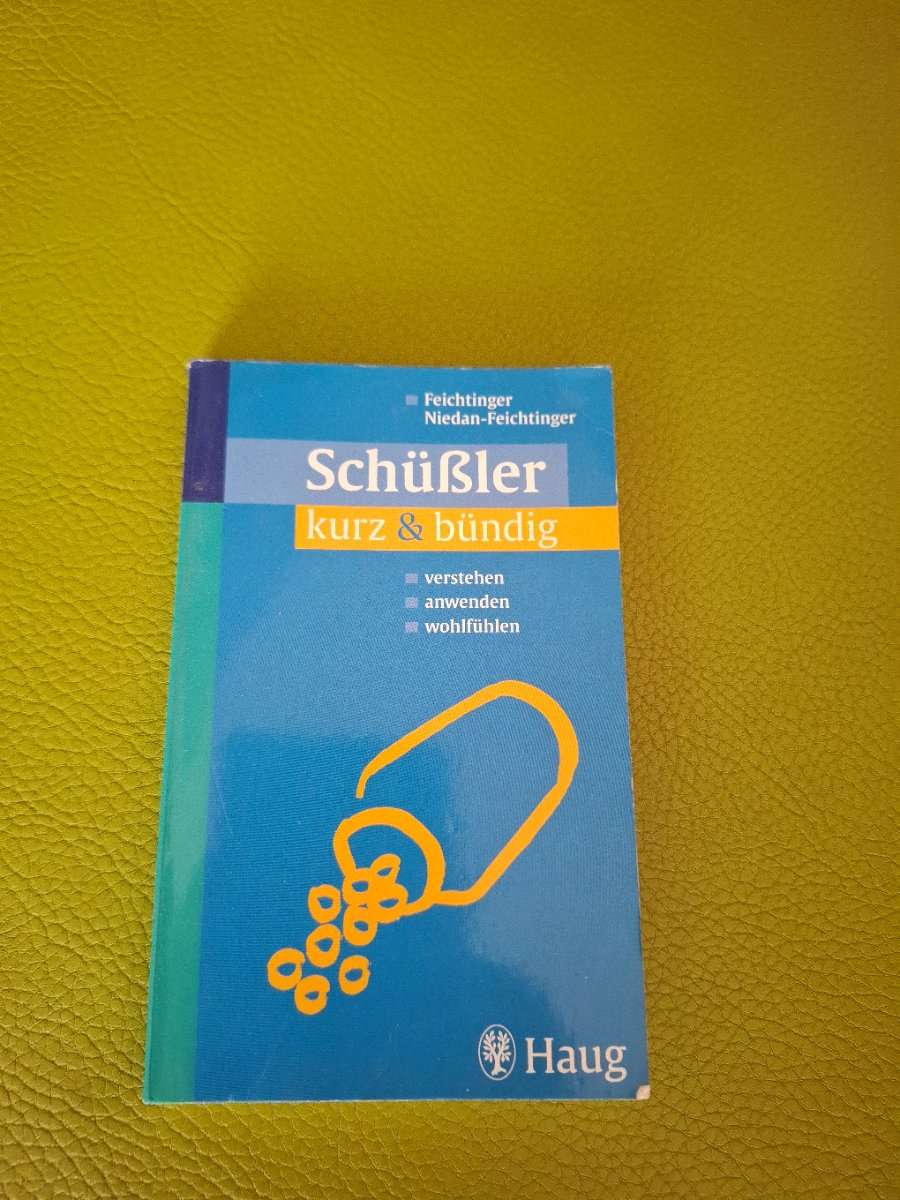 Feichtinger
Niedan-Feichtinger
Schüßler
kurz & bündig
verstehen
anwenden
wohlfühlen
Haug